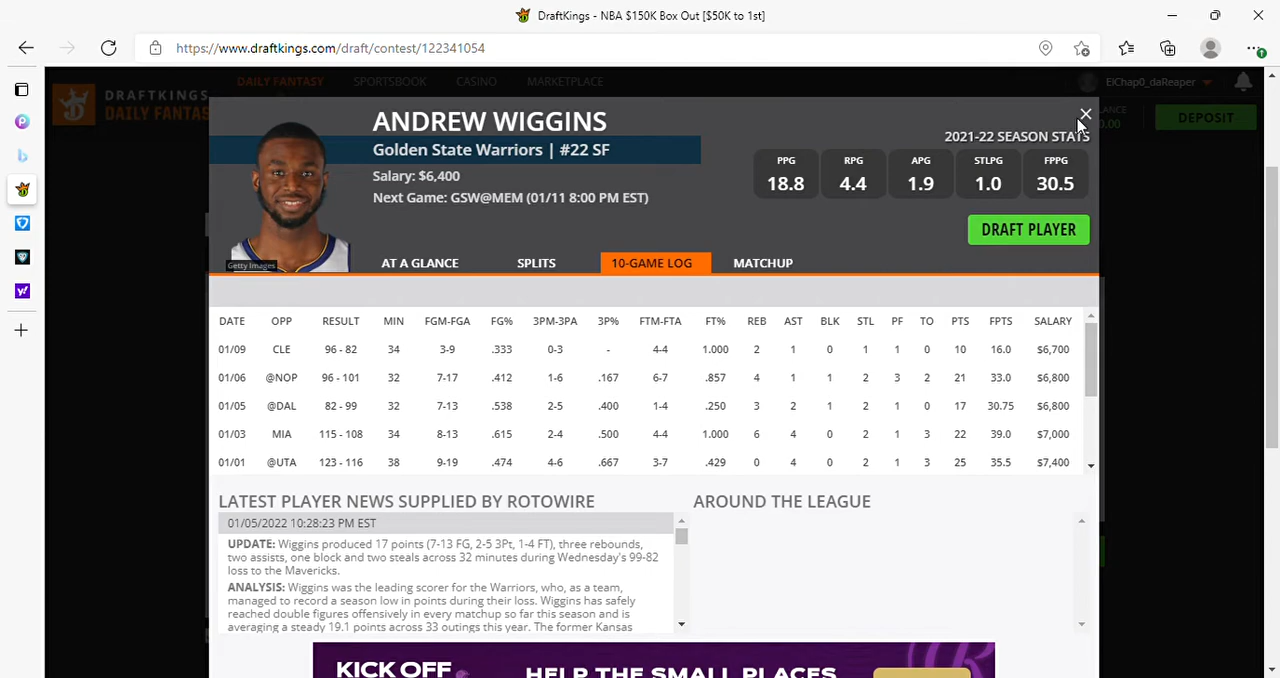 DraftKings - NBA $150K Box Out [$50K to 1st]
https://www.draftkings.com/draft/contest/122341054
DAILY FANTASY SPORTSBOOK CASINO MARKETPLACE ElChap0_daReaper
DRAFTKINGS
DAILY FANTAS
0.00 DEPOSIT
ANDREW WIGGINS
Golden State Warriors | #22 SF
Salary: $6,400
Next Game: GSW@MEM (01/11 8:00 PM EST)
Getty Images
2021-22 SEASON STATS
PPG RPG APG STLPG FPPG
18.8 4.4 1.9 1.0 30.5
DRAFT PLAYER
AT A GLANCE SPLITS 10-GAME LOG MATCHUP
DATE OPP RESULT MIN FGM-FGA FG% 3PM-3PA 3P% FTM-FTA FT% REB AST BLK STL PF TO PTS FPTS SALARY
01/09 CLE 96 - 82 34 3-9 .333 0-3 - 4-4 1.000 2 1 0 1 1 0 10 16.0 $6,700
01/06 @NOP 96 - 101 32 7-17 .412 1-6 .167 6-7 .857 4 1 1 2 3 2 21 33.0 $6,800
01/05 @DAL 82 - 99 32 7-13 .538 2-5 .400 1-4 .250 3 2 1 2 1 0 17 30.75 $6,800
01/03 MIA 115 - 108 34 8-13 .615 2-4 .500 4-4 1.000 6 4 0 2 1 3 22 39.0 $7,000
01/01 @UTA 123 - 116 38 9-19 .474 4-6 .667 3-7 .429 0 4 0 2 1 3 25 35.5 $7,400
LATEST PLAYER NEWS SUPPLIED BY ROTOWIRE
01/05/2022 10:28:23 PM EST
UPDATE: Wiggins produced 17 points (7-13 FG, 2-5 3Pt, 1-4 FT), three rebounds,
two assists, one block and two steals across 32 minutes during Wednesday's 99-82
loss to the Mavericks.
ANALYSIS: Wiggins was the leading scorer for the Warriors, who, as a team,
managed to record a season low in points during their loss. Wiggins has safely
reached double figures offensively in every matchup so far this season and is
averaging a steady 19.1 points across 33 outings this year. The former Kansas
AROUND THE LEAGUE
KICK OFF HELP THE SMALL PLACES